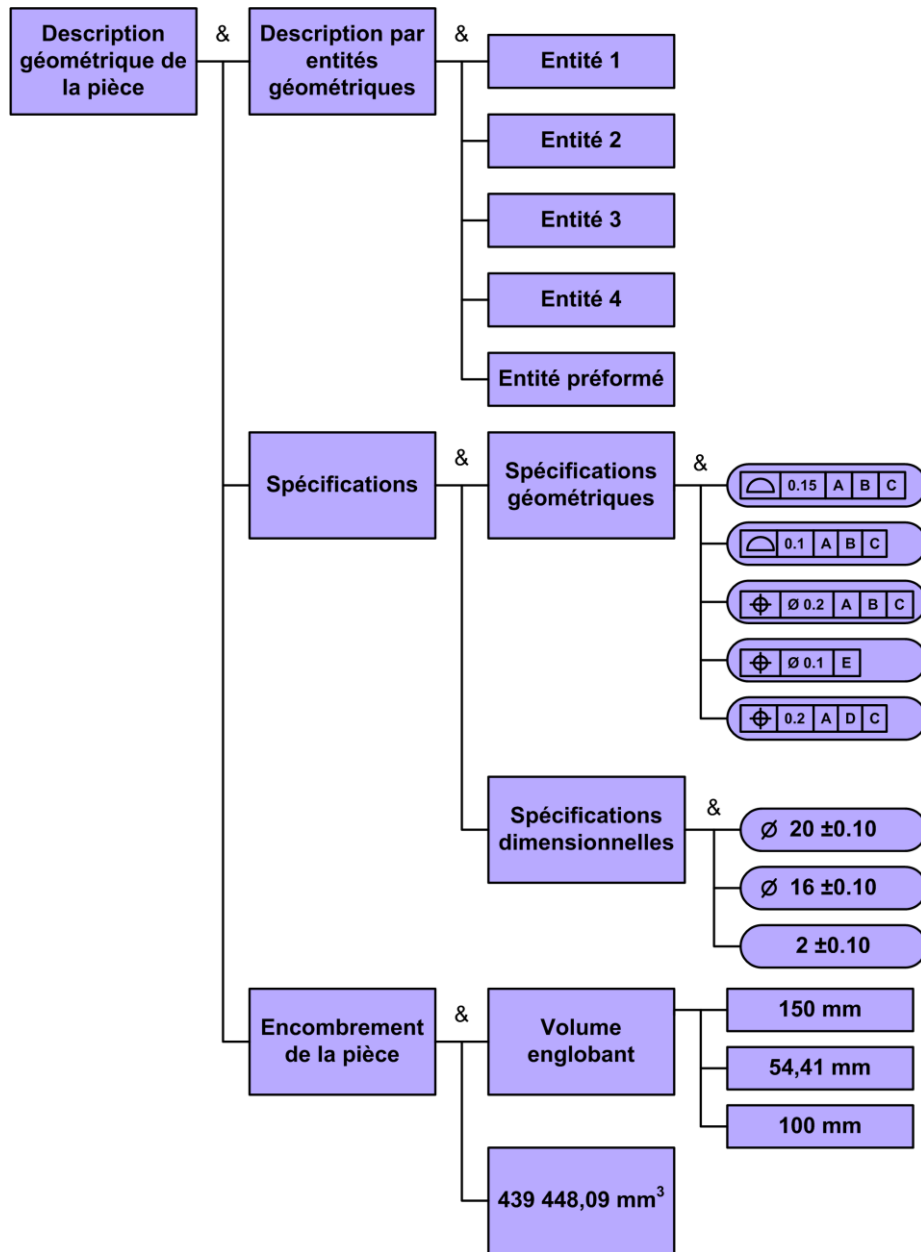 Description
géométrique de
la pièce
&
Description par
entités
géométriques
&
Entité 1
Entité 2
Entité 3
Entité 4
Entité préformé
Spécifications
&
Spécifications
géométriques
&
⌓ 0.15 A B C
⌓ 0.1 A B C
⌖ Ø 0.2 A B C
⌖ Ø 0.1 E
⌖ 0.2 A D C
Spécifications
dimensionnelles
&
Ø 20 ±0.10
Ø 16 ±0.10
2 ±0.10
Encombrement
de la pièce
&
Volume
englobant
150 mm
54,41 mm
100 mm
439 448,09 mm³